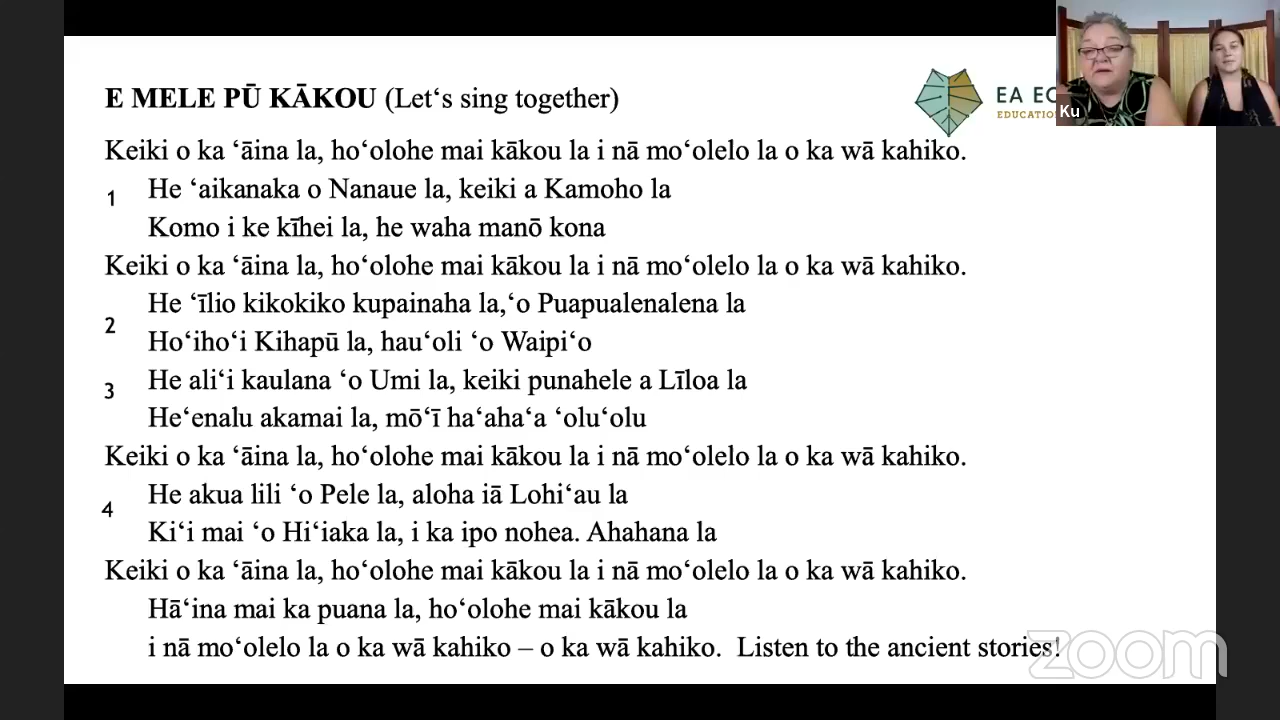 E MELE PŪ KĀKOU (Let‘s sing together)
Keiki o ka ‘āina la, ho‘olohe mai kākou la i nā mo‘olelo la o ka wā kahiko.
1
He ‘aikanaka o Nanaue la, keiki a Kamoho la
Komo i ke kīhei la, he waha manō kona
Keiki o ka ‘āina la, ho‘olohe mai kākou la i nā mo‘olelo la o ka wā kahiko.
2
He ‘īlio kikokiko kupainaha la,‘o Puapualenalena la
Ho‘iho‘i Kihapū la, hau‘oli ‘o Waipi‘o
3
He ali‘i kaulana ‘o Umi la, keiki punahele a Līloa la
He‘enalu akamai la, mō‘ī ha‘aha‘a ‘olu‘olu
Keiki o ka ‘āina la, ho‘olohe mai kākou la i nā mo‘olelo la o ka wā kahiko.
4
He akua lili ‘o Pele la, aloha iā Lohi‘au la
Ki‘i mai ‘o Hi‘iaka la, i ka ipo nohea. Ahahana la
Keiki o ka ‘āina la, ho‘olohe mai kākou la i nā mo‘olelo la o ka wā kahiko.
Hā‘ina mai ka puana la, ho‘olohe mai kākou la
i nā mo‘olelo la o ka wā kahiko – o ka wā kahiko. Listen to the ancient stories!
EA
Ku
zoom